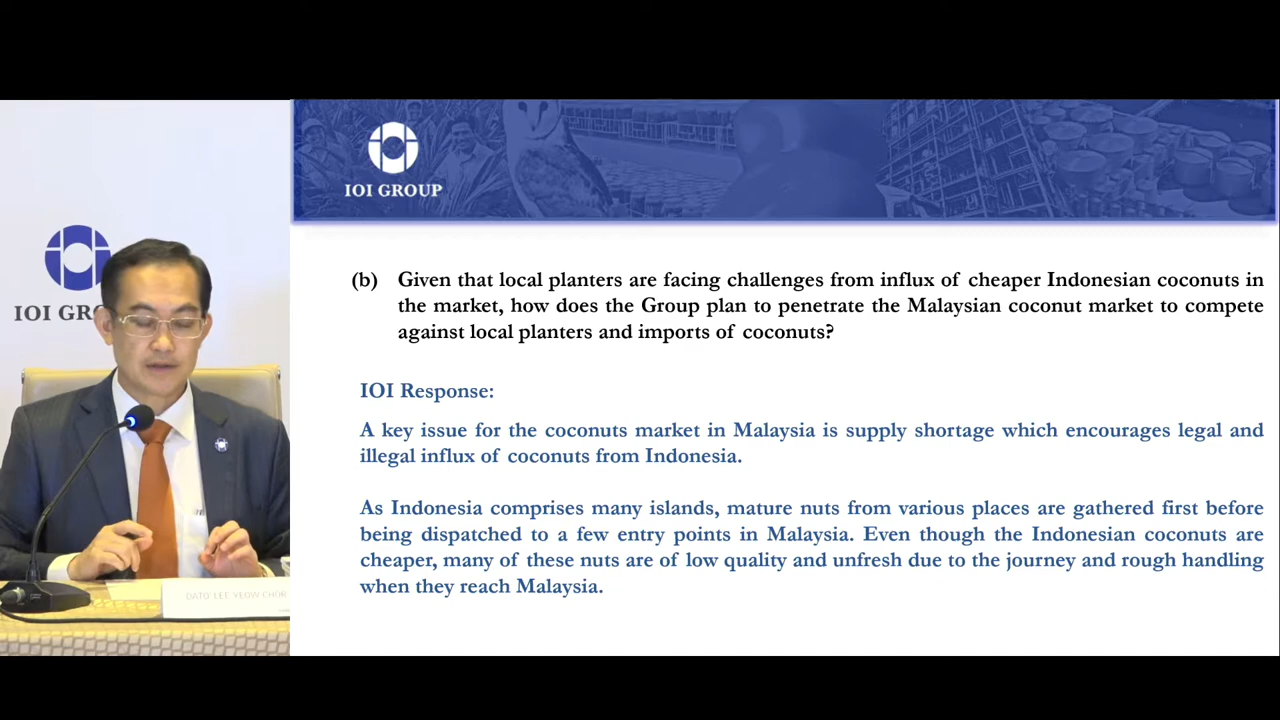 IOI GROUP
(b) Given that local planters are facing challenges from influx of cheaper Indonesian coconuts in
the market, how does the Group plan to penetrate the Malaysian coconut market to compete
against local planters and imports of coconuts?
IOI Response:
A key issue for the coconuts market in Malaysia is supply shortage which encourages legal and
illegal influx of coconuts from Indonesia.
As Indonesia comprises many islands, mature nuts from various places are gathered first before
being dispatched to a few entry points in Malaysia. Even though the Indonesian coconuts are
cheaper, many of these nuts are of low quality and unfresh due to the journey and rough handling
when they reach Malaysia.
IOI GR
DATO LEE YEOW CHOR